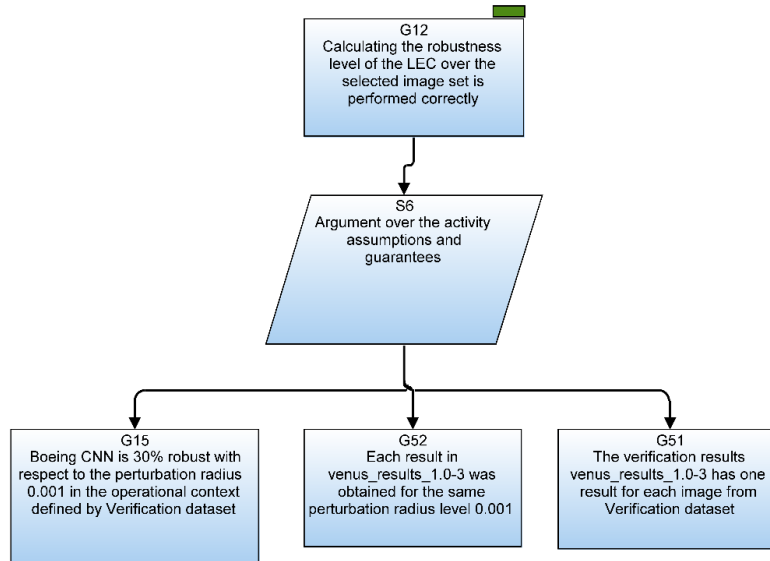 G12
Calculating the robustness
level of the LEC over the
selected image set is
performed correctly
S6
Argument over the activity
assumptions and
guarantees
G15
Boeing CNN is 30% robust with
respect to the perturbation radius
0.001 in the operational context
defined by Verification dataset
G52
Each result in
venus_results_1.0-3 was
obtained for the same
perturbation radius level 0.001
G51
The verification results
venus_results_1.0-3 has one
result for each image from
Verification dataset